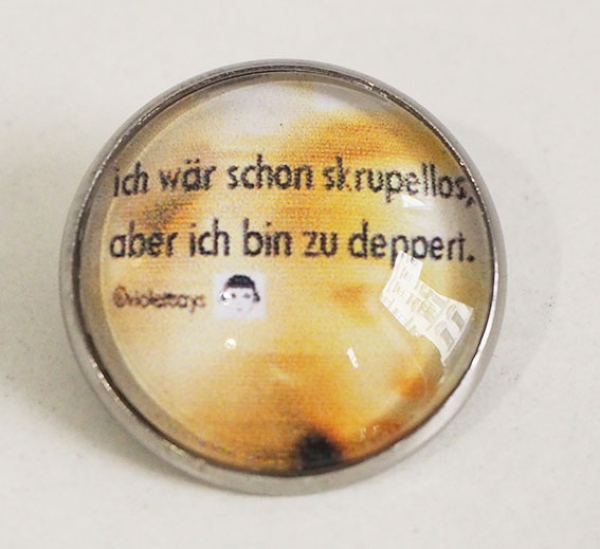 ich wär schon skrupellos,
aber ich bin zu deppert.